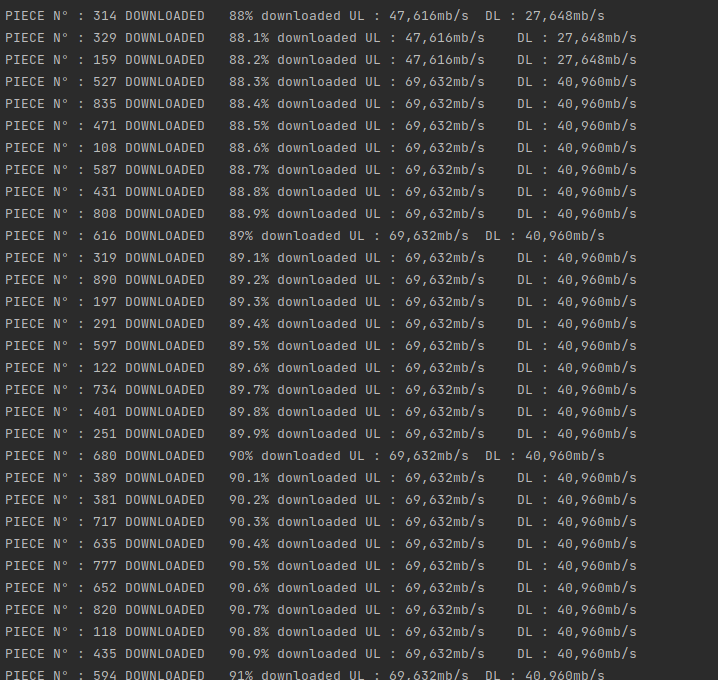 PIECE N° : 314 DOWNLOADED   88% downloaded UL : 47,616mb/s  DL : 27,648mb/s
PIECE N° : 329 DOWNLOADED   88.1% downloaded UL : 47,616mb/s    DL : 27,648mb/s
PIECE N° : 159 DOWNLOADED   88.2% downloaded UL : 47,616mb/s    DL : 27,648mb/s
PIECE N° : 527 DOWNLOADED   88.3% downloaded UL : 69,632mb/s    DL : 40,960mb/s
PIECE N° : 835 DOWNLOADED   88.4% downloaded UL : 69,632mb/s    DL : 40,960mb/s
PIECE N° : 471 DOWNLOADED   88.5% downloaded UL : 69,632mb/s    DL : 40,960mb/s
PIECE N° : 108 DOWNLOADED   88.6% downloaded UL : 69,632mb/s    DL : 40,960mb/s
PIECE N° : 587 DOWNLOADED   88.7% downloaded UL : 69,632mb/s    DL : 40,960mb/s
PIECE N° : 431 DOWNLOADED   88.8% downloaded UL : 69,632mb/s    DL : 40,960mb/s
PIECE N° : 808 DOWNLOADED   88.9% downloaded UL : 69,632mb/s    DL : 40,960mb/s
PIECE N° : 616 DOWNLOADED   89% downloaded UL : 69,632mb/s  DL : 40,960mb/s
PIECE N° : 319 DOWNLOADED   89.1% downloaded UL : 69,632mb/s    DL : 40,960mb/s
PIECE N° : 890 DOWNLOADED   89.2% downloaded UL : 69,632mb/s    DL : 40,960mb/s
PIECE N° : 197 DOWNLOADED   89.3% downloaded UL : 69,632mb/s    DL : 40,960mb/s
PIECE N° : 291 DOWNLOADED   89.4% downloaded UL : 69,632mb/s    DL : 40,960mb/s
PIECE N° : 597 DOWNLOADED   89.5% downloaded UL : 69,632mb/s    DL : 40,960mb/s
PIECE N° : 122 DOWNLOADED   89.6% downloaded UL : 69,632mb/s    DL : 40,960mb/s
PIECE N° : 734 DOWNLOADED   89.7% downloaded UL : 69,632mb/s    DL : 40,960mb/s
PIECE N° : 401 DOWNLOADED   89.8% downloaded UL : 69,632mb/s    DL : 40,960mb/s
PIECE N° : 251 DOWNLOADED   89.9% downloaded UL : 69,632mb/s    DL : 40,960mb/s
PIECE N° : 680 DOWNLOADED   90% downloaded UL : 69,632mb/s  DL : 40,960mb/s
PIECE N° : 389 DOWNLOADED   90.1% downloaded UL : 69,632mb/s    DL : 40,960mb/s
PIECE N° : 381 DOWNLOADED   90.2% downloaded UL : 69,632mb/s    DL : 40,960mb/s
PIECE N° : 717 DOWNLOADED   90.3% downloaded UL : 69,632mb/s    DL : 40,960mb/s
PIECE N° : 635 DOWNLOADED   90.4% downloaded UL : 69,632mb/s    DL : 40,960mb/s
PIECE N° : 777 DOWNLOADED   90.5% downloaded UL : 69,632mb/s    DL : 40,960mb/s
PIECE N° : 652 DOWNLOADED   90.6% downloaded UL : 69,632mb/s    DL : 40,960mb/s
PIECE N° : 820 DOWNLOADED   90.7% downloaded UL : 69,632mb/s    DL : 40,960mb/s
PIECE N° : 118 DOWNLOADED   90.8% downloaded UL : 69,632mb/s    DL : 40,960mb/s
PIECE N° : 435 DOWNLOADED   90.9% downloaded UL : 69,632mb/s    DL : 40,960mb/s
PIECE N° : 594 DOWNLOADED   91% downloaded UL : 69,632mb/s  DL : 40,960mb/s